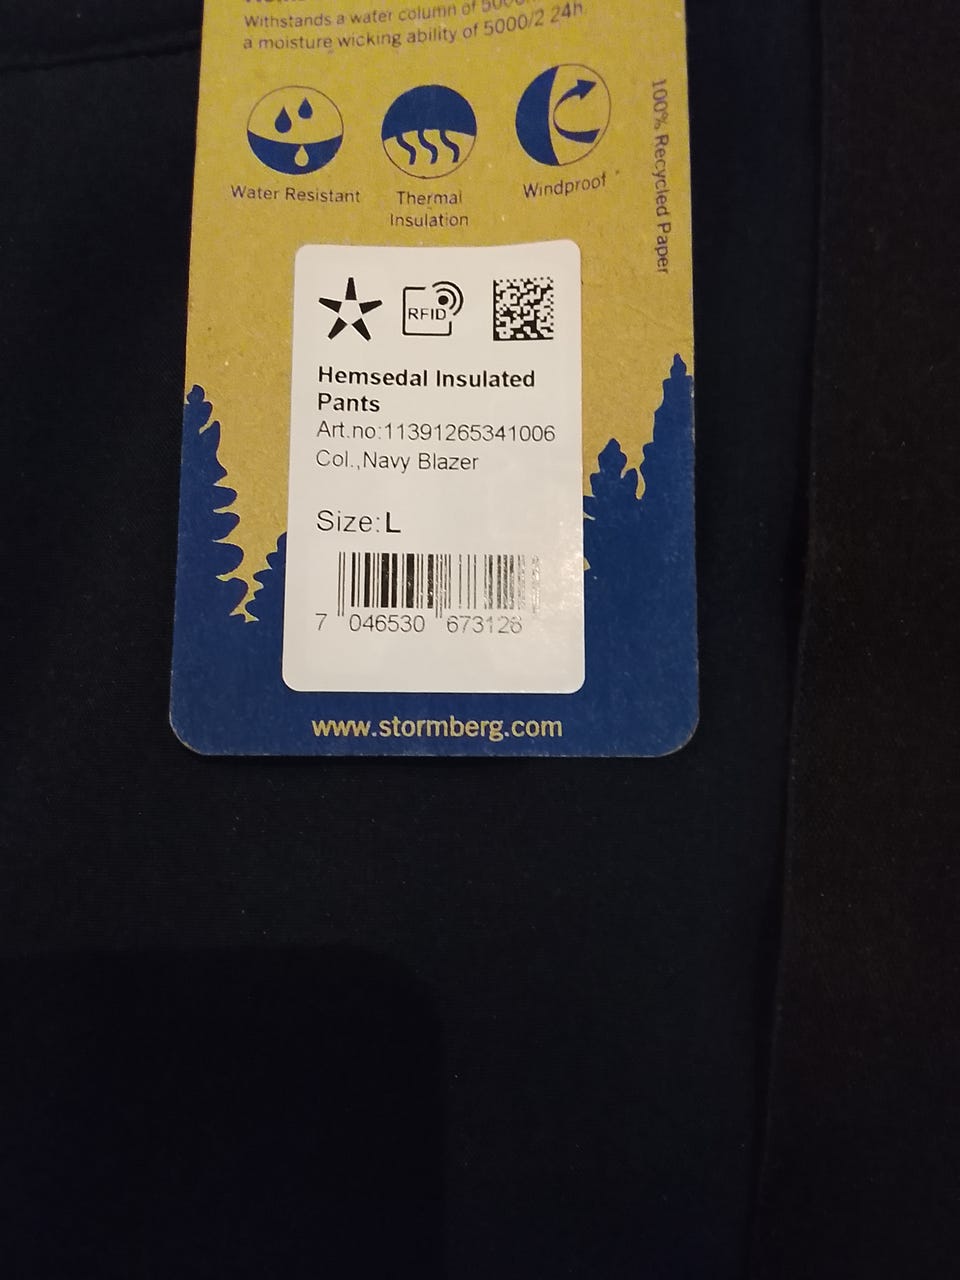 Withstands a water column of
a moisture wicking ability of 5000/2 24h.
Water Resistant
Thermal
Insulation
Windproof
100% Recycled Paper
RFID
Hemsedal Insulated
Pants
Art.no:11391265341006
Col.,Navy Blazer
Size:L
7 046530 673126
www.stormberg.com